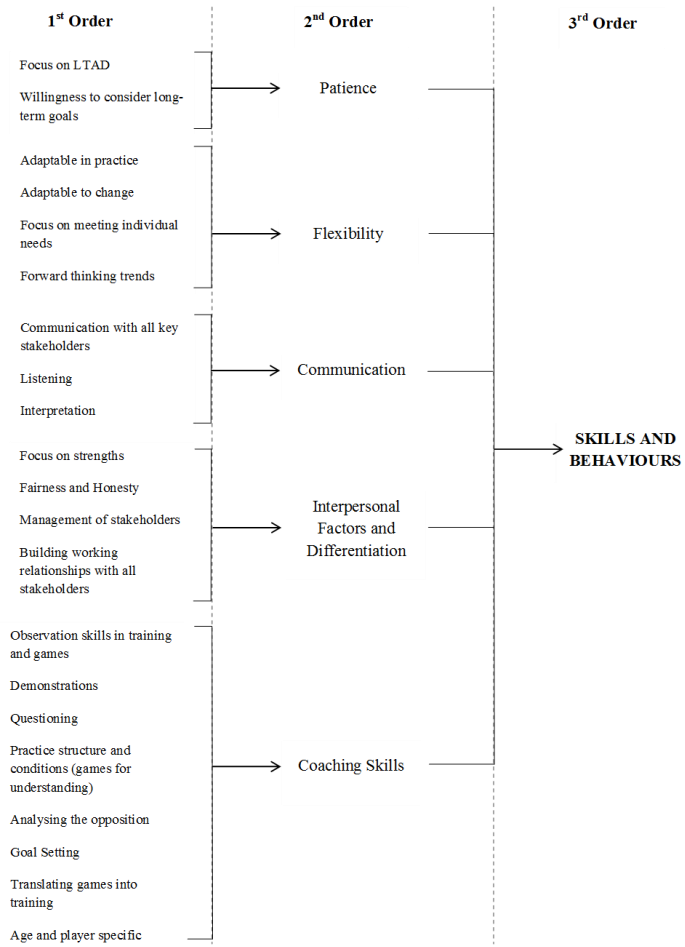 1st Order
2nd Order
3rd Order
Focus on LTAD
Willingness to consider long-
term goals
Patience
Adaptable in practice
Adaptable to change
Focus on meeting individual
needs
Forward thinking trends
Flexibility
Communication with all key
stakeholders
Listening
Interpretation
Communication
Focus on strengths
Fairness and Honesty
Management of stakeholders
Building working
relationships with all
stakeholders
Interpersonal
Factors and
Differentiation
Observation skills in training
and games
Demonstrations
Questioning
Practice structure and
conditions (games for
understanding)
Analysing the opposition
Goal Setting
Translating games into
training
Age and player specific
Coaching Skills
SKILLS AND
BEHAVIOURS